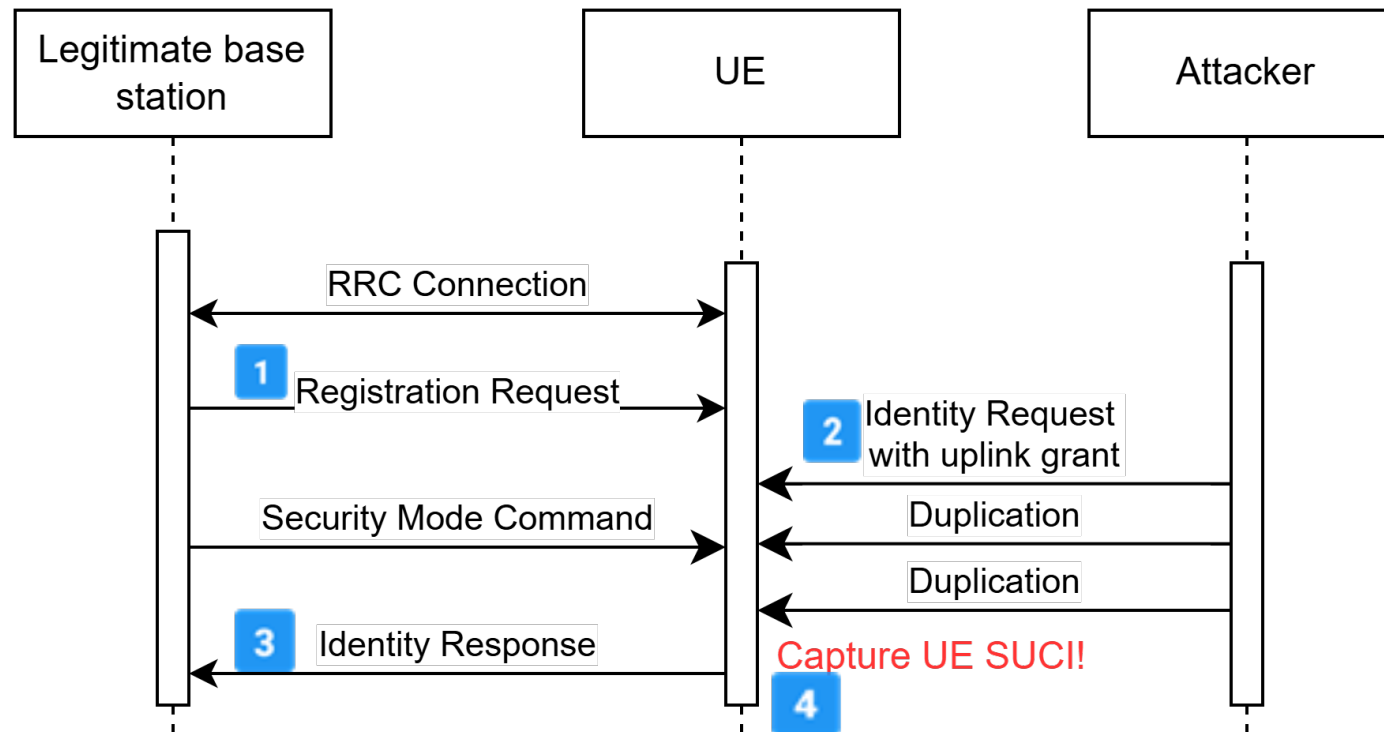 Legitimate base
station
UE
Attacker
RRC Connection
1
Registration Request
2
Identity Request
with uplink grant
Security Mode Command
Duplication
Duplication
3
Identity Response
Capture UE SUCI!
4